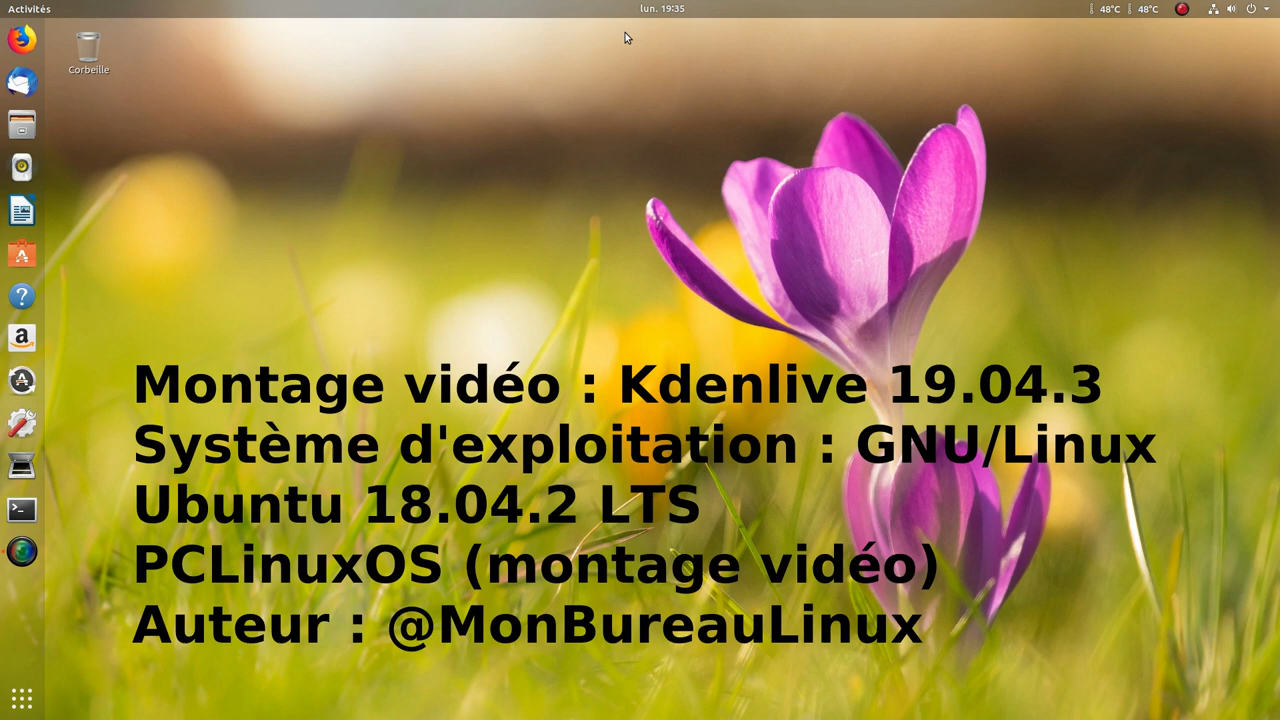 Activités
lun. 19:35
48°C
48°C
Corbeille
a
Montage vidéo : Kdenlive 19.04.3
Système d'exploitation : GNU/Linux
Ubuntu 18.04.2 LTS
PCLinuxOS (montage vidéo)
Auteur : @MonBureauLinux